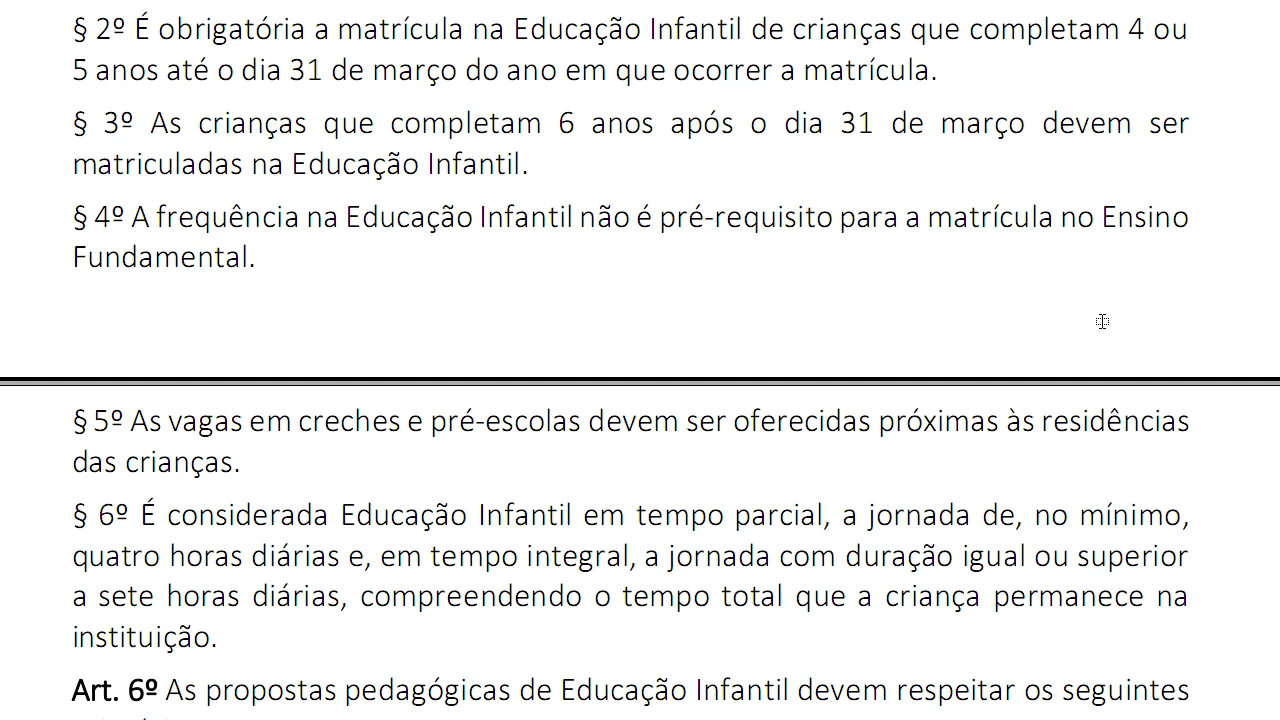 § 2º É obrigatória a matrícula na Educação Infantil de crianças que completam 4 ou
5 anos até o dia 31 de março do ano em que ocorrer a matrícula.
§ 3º As crianças que completam 6 anos após o dia 31 de março devem ser
matriculadas na Educação Infantil.
§ 4º A frequência na Educação Infantil não é pré-requisito para a matrícula no Ensino
Fundamental.
§ 5º As vagas em creches e pré-escolas devem ser oferecidas próximas às residências
das crianças.
§ 6º É considerada Educação Infantil em tempo parcial, a jornada de, no mínimo,
quatro horas diárias e, em tempo integral, a jornada com duração igual ou superior
a sete horas diárias, compreendendo o tempo total que a criança permanece na
instituição.
Art. 6º As propostas pedagógicas de Educação Infantil devem respeitar os seguintes